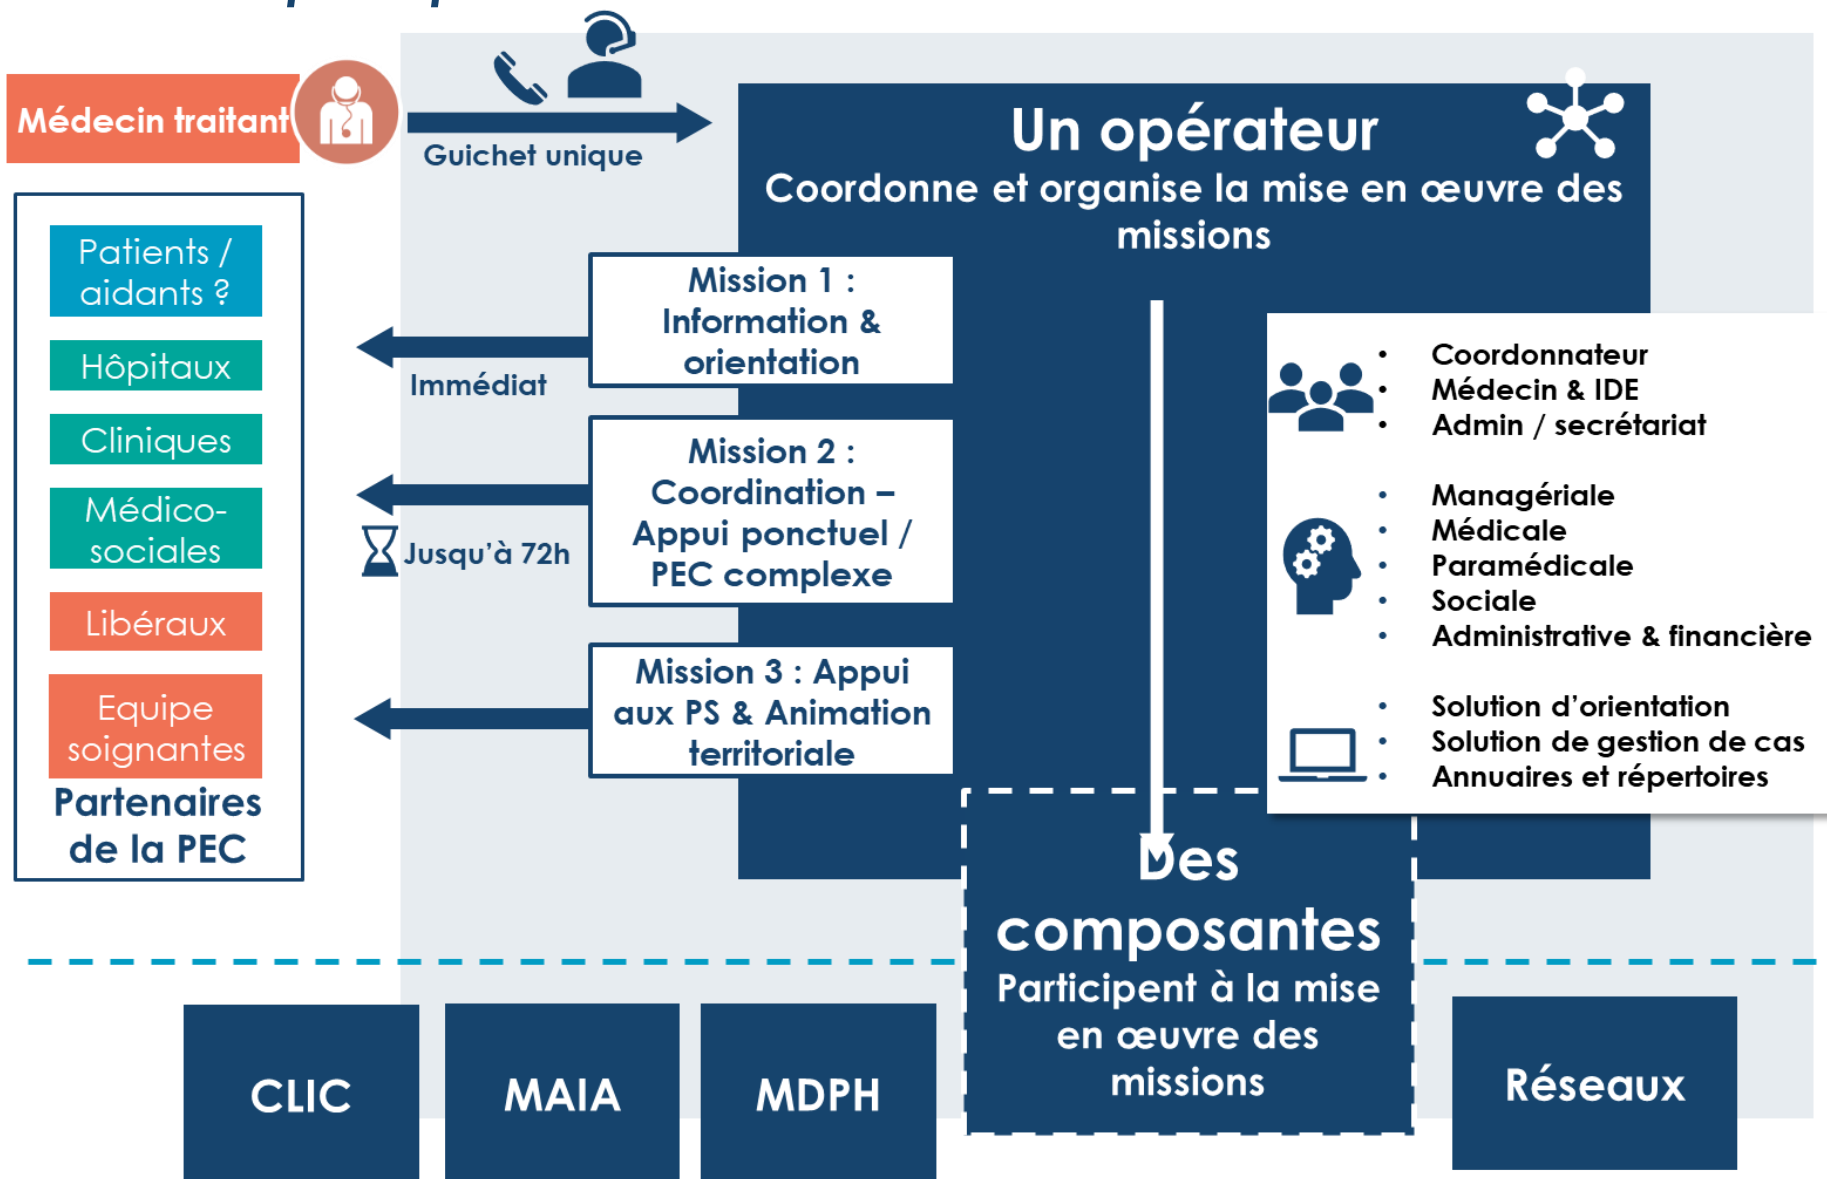 Médecin traitant
Guichet unique
Un opérateur
Coordonne et organise la mise en œuvre des
missions
Patients /
aidants ?
Hôpitaux
Cliniques
Médico-
sociales
Libéraux
Equipe
soignantes
Partenaires
de la PEC
Mission 1 :
Information &
orientation
Immédiat
Mission 2 :
Coordination –
Appui ponctuel /
PEC complexe
Jusqu'à 72h
Mission 3 : Appui
aux PS & Animation
territoriale
• Coordonnateur
• Médecin & IDE
• Admin / secrétariat
• Managériale
• Médicale
• Paramédicale
• Sociale
• Administrative & financière
• Solution d'orientation
• Solution de gestion de cas
• Annuaires et répertoires
Des
composantes
Participent à la mise
en œuvre des
missions
CLIC
MAIA
MDPH
Réseaux